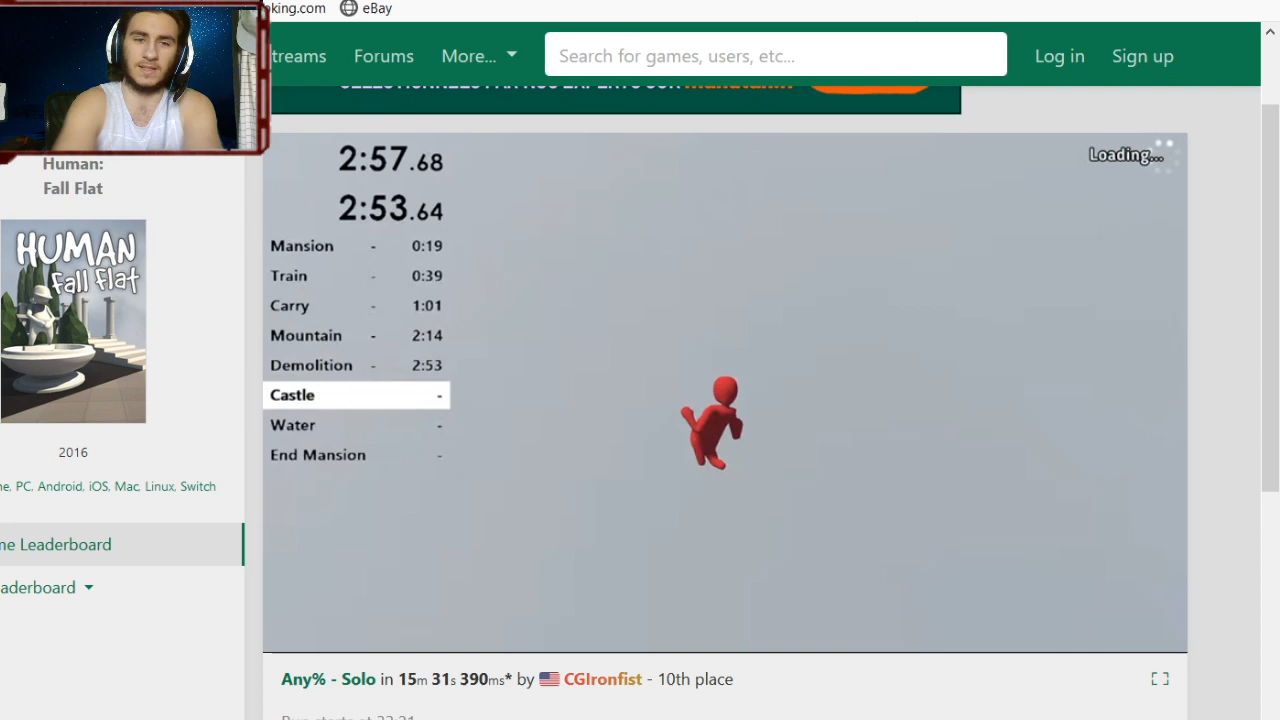 oking.com eBay
treams Forums More... Search for games, users, etc... Log in Sign up
Human:
Fall Flat
HUMAN
fall flat
2016
ne, PC, Android, iOS, Mac, Linux, Switch
me Leaderboard
aderboard
2:57.68
2:53.64
Loading...
Mansion - 0:19
Train - 0:39
Carry - 1:01
Mountain - 2:14
Demolition - 2:53
Castle -
Water -
End Mansion -
Any% - Solo in 15m 31s 390ms* by CGIronfist - 10th place